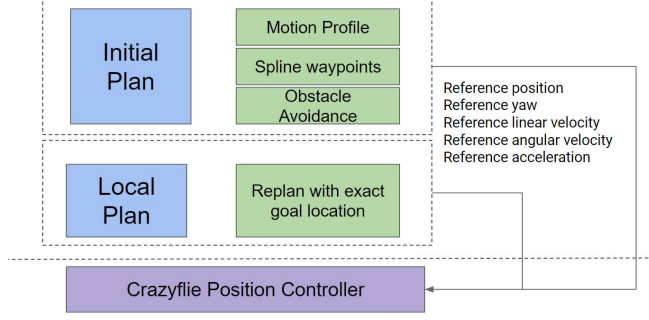 Initial
Plan
Motion Profile
Spline waypoints
Obstacle
Avoidance
Reference position
Reference yaw
Reference linear velocity
Reference angular velocity
Reference acceleration
Local
Plan
Replan with exact
goal location
Crazyflie Position Controller